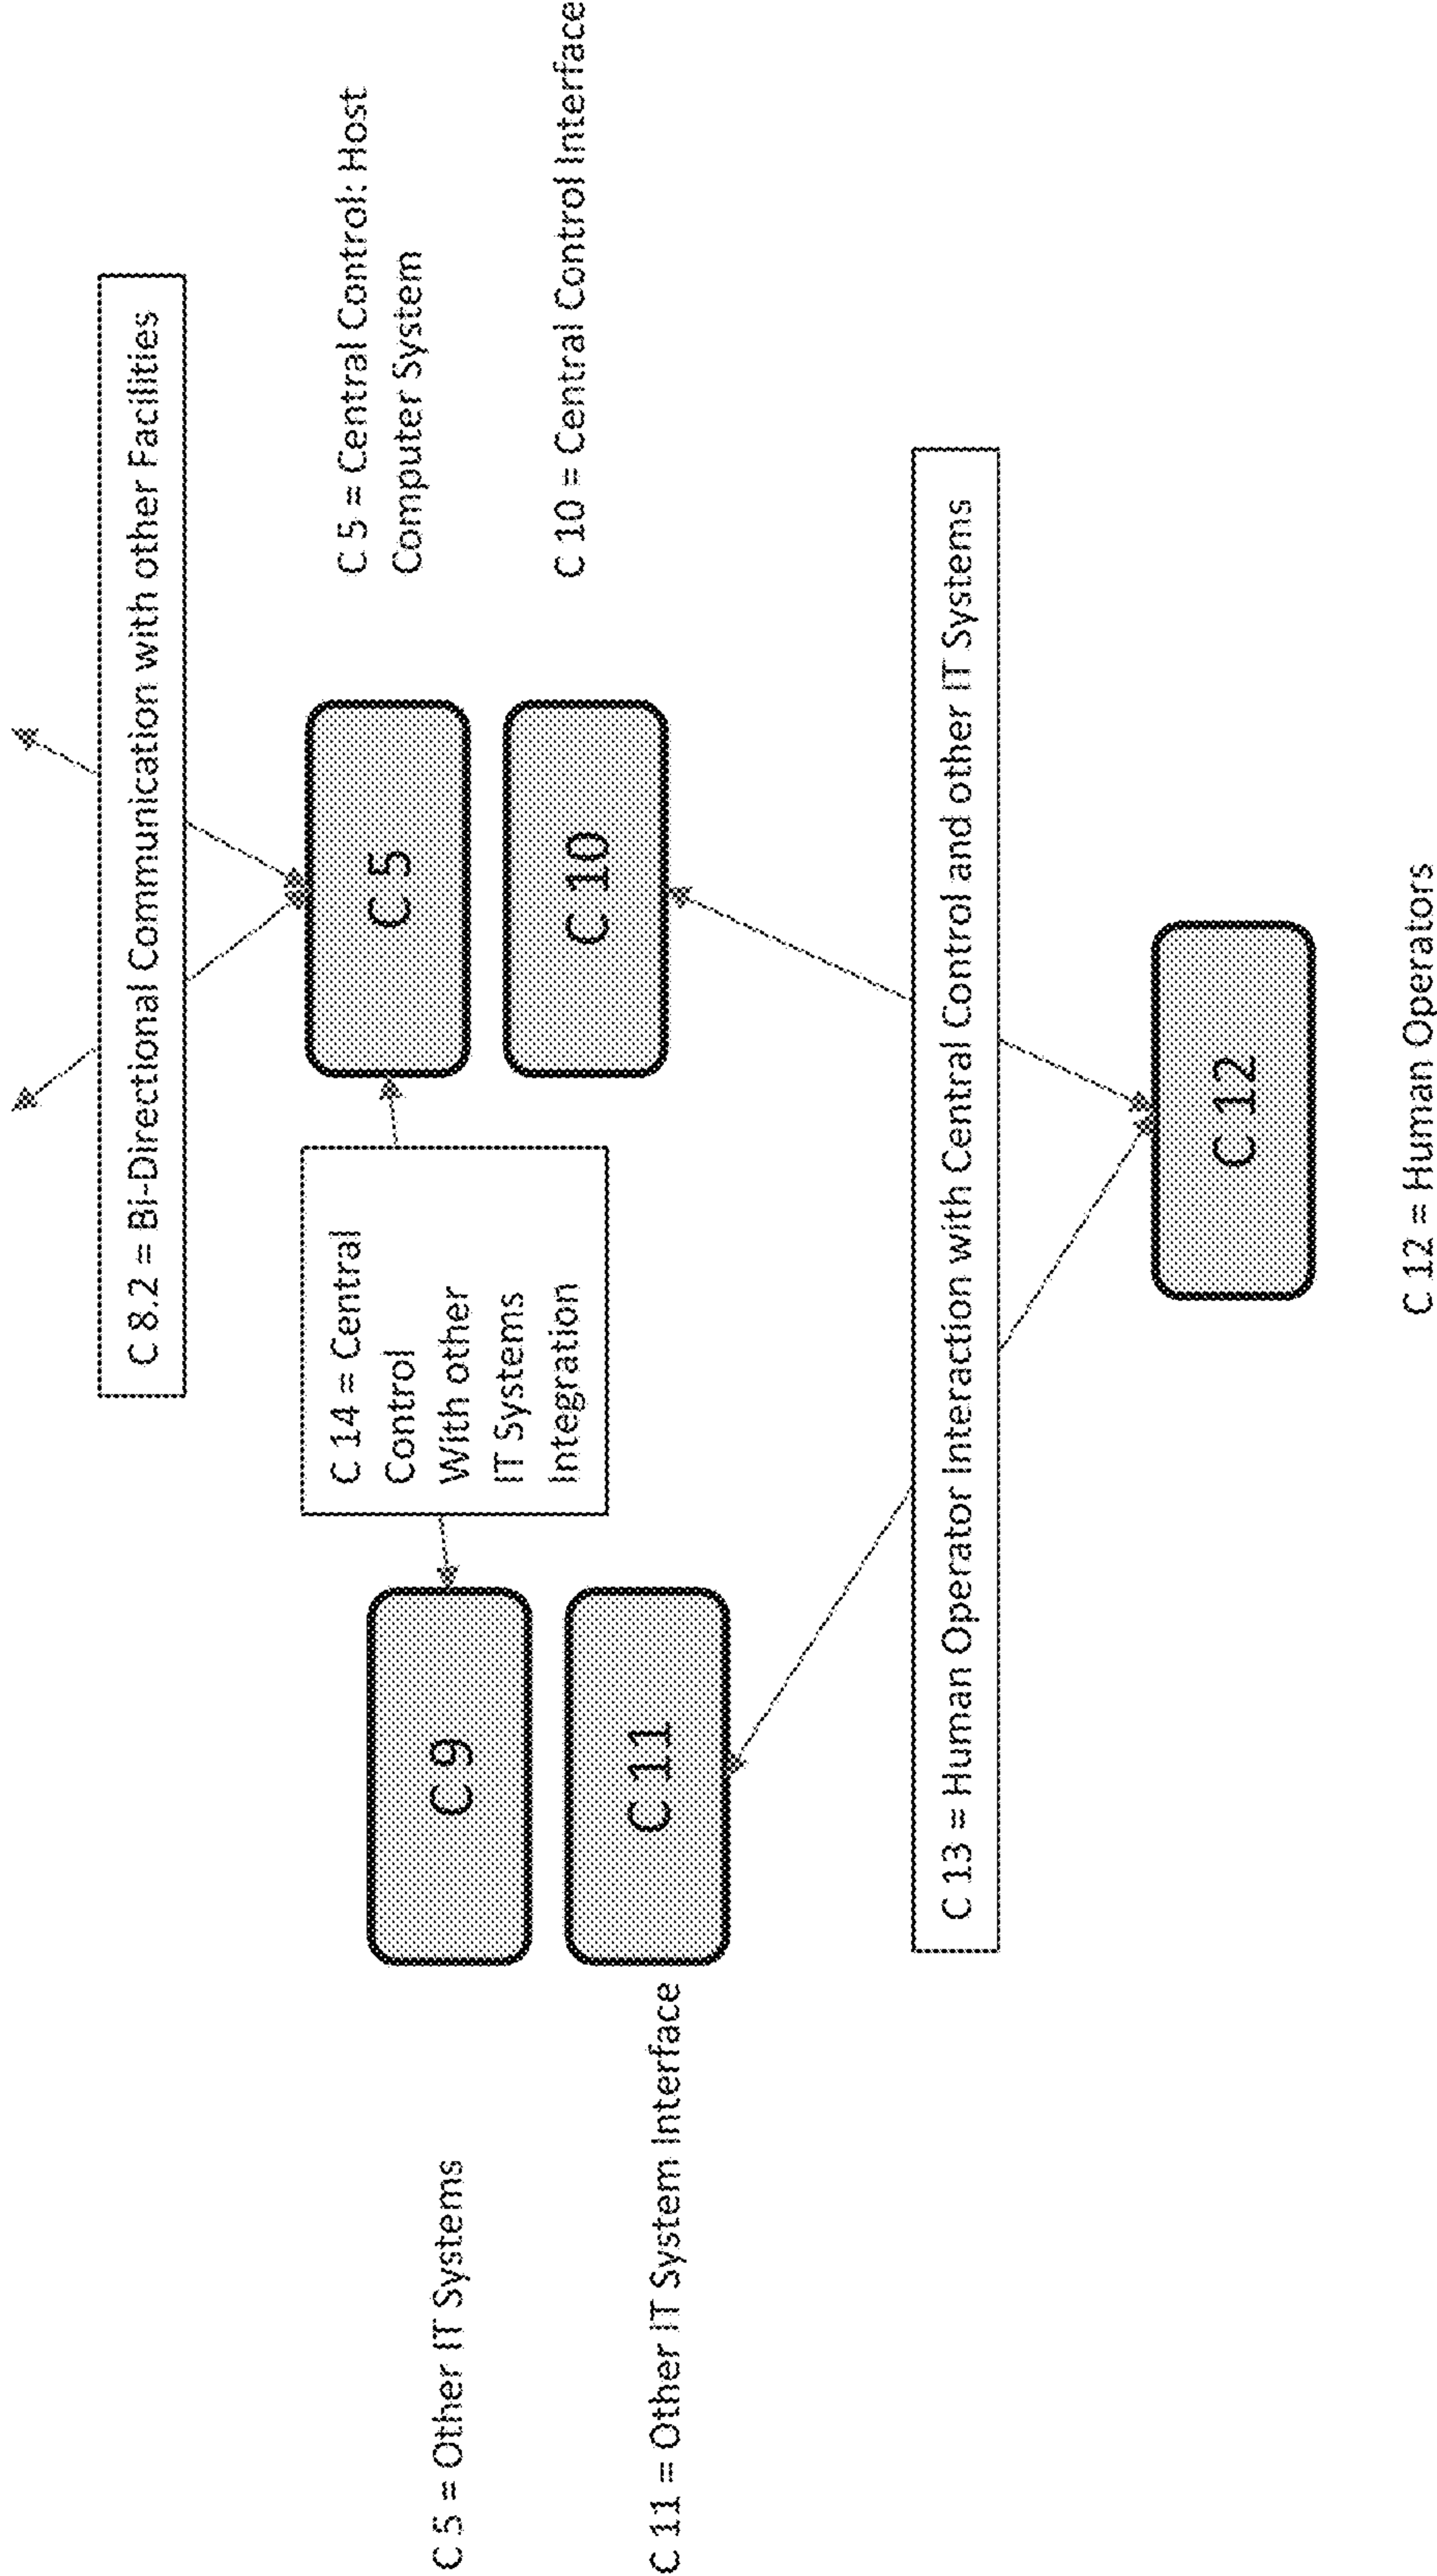 C 8.2 = Bi-Directional Communication with other Facilities
C 5 = Other IT Systems
C 9
C 14 = Central
Control
With other
IT Systems
Integration
C 5
C 5 = Central Control: Host
Computer System
C 11 = Other IT System Interface
C 11
C 10
C 10 = Central Control Interface
C 13 = Human Operator Interaction with Central Control and other IT Systems
C 12
C 12 = Human Operators